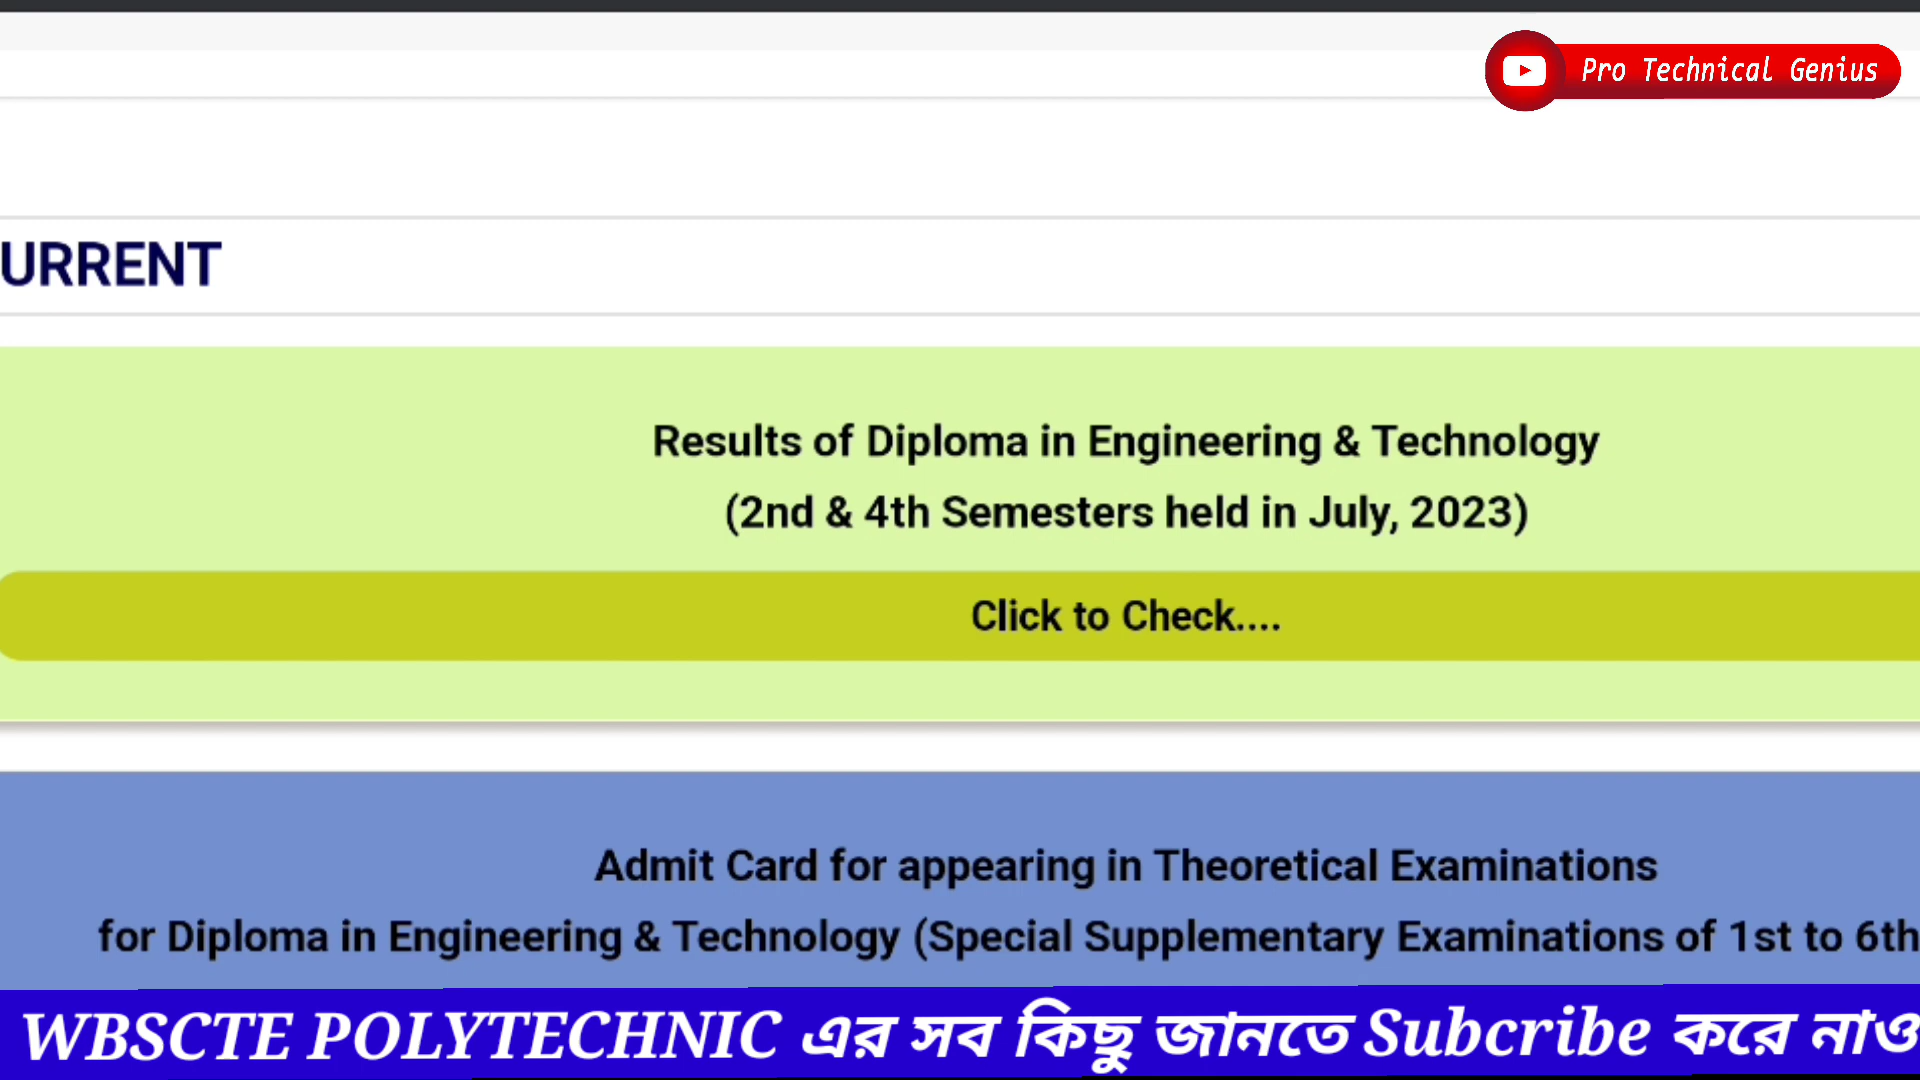 Pro Technical Genius
URRENT
Results of Diploma in Engineering & Technology
(2nd & 4th Semesters held in July, 2023)
Click to Check....
Admit Card for appearing in Theoretical Examinations
for Diploma in Engineering & Technology (Special Supplementary Examinations of 1st to 6th
WBSCTE POLYTECHNIC এর সব কিছু জানতে Subcribe করে নাও